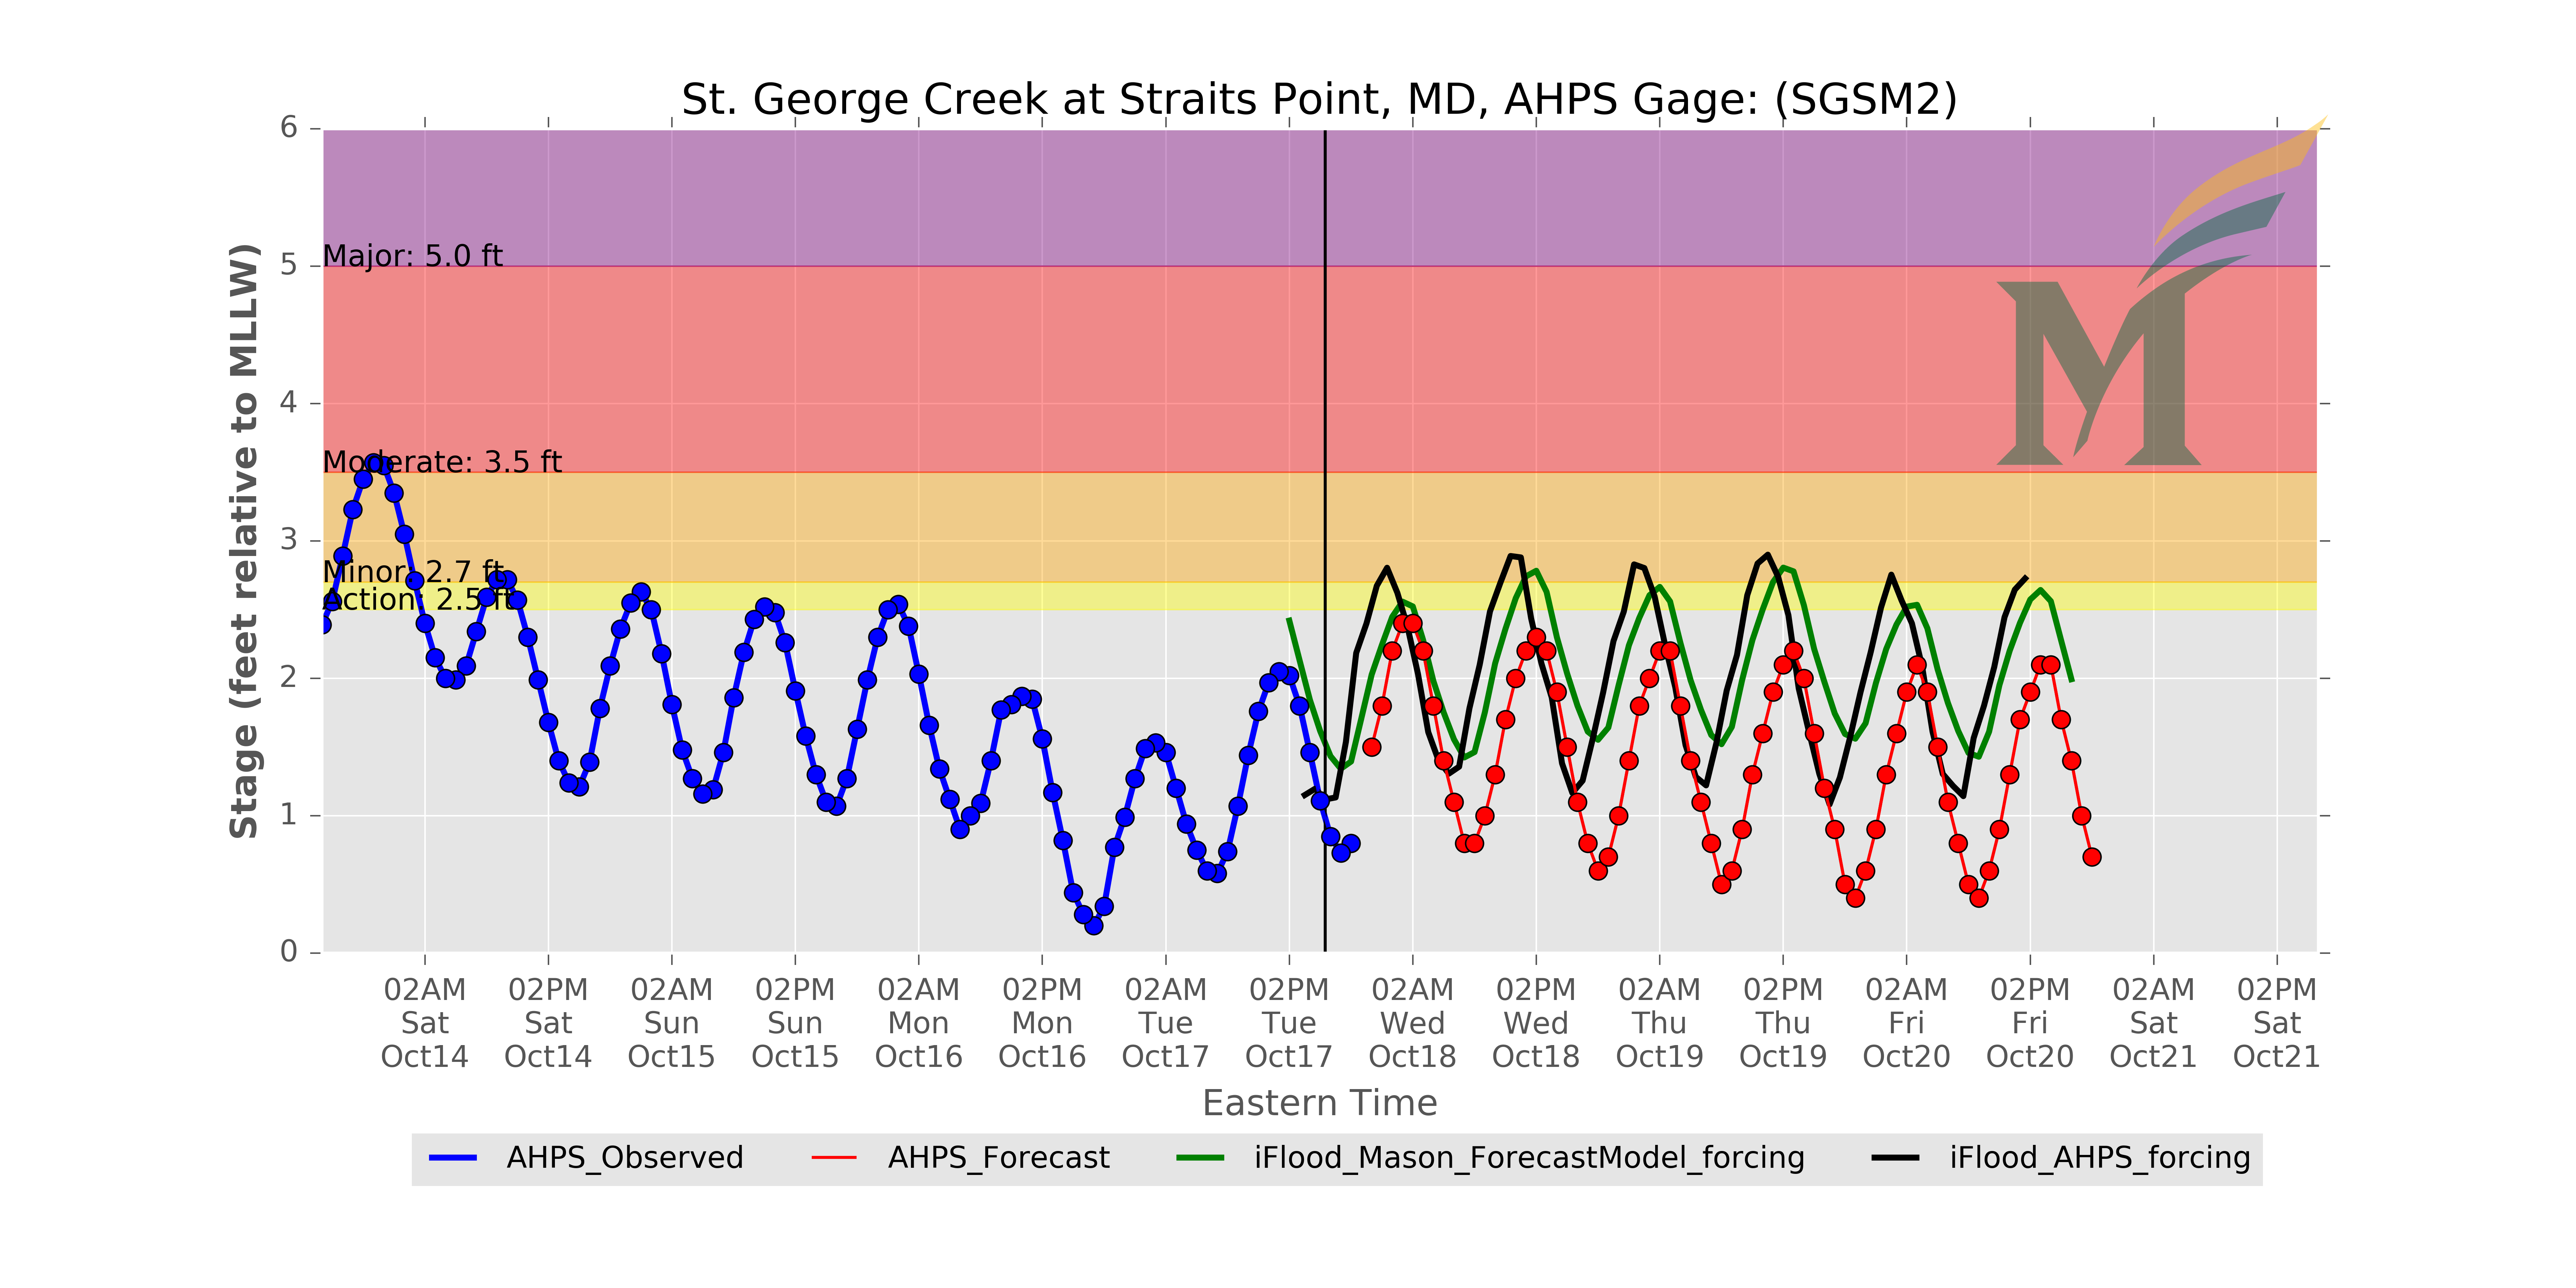 St. George Creek at Straits Point, MD, AHPS Gage: (SGSM2)
Stage (feet relative to MLLW)
6
5
4
3
2
1
0
Major: 5.0 ft
Moderate: 3.5 ft
Minor: 2.7 ft
Action: 2.5 ft
02AM 02PM 02AM 02PM 02AM 02PM 02AM 02PM 02AM 02PM 02AM 02PM 02AM 02PM 02AM 02PM
Sat Sat Sun Sun Mon Mon Tue Tue Wed Wed Thu Thu Fri Fri Sat Sat
Oct14 Oct14 Oct15 Oct15 Oct16 Oct16 Oct17 Oct17 Oct18 Oct18 Oct19 Oct19 Oct20 Oct20 Oct21 Oct21
Eastern Time
AHPS_Observed AHPS_Forecast iFlood_Mason_ForecastModel_forcing iFlood_AHPS_forcing
M